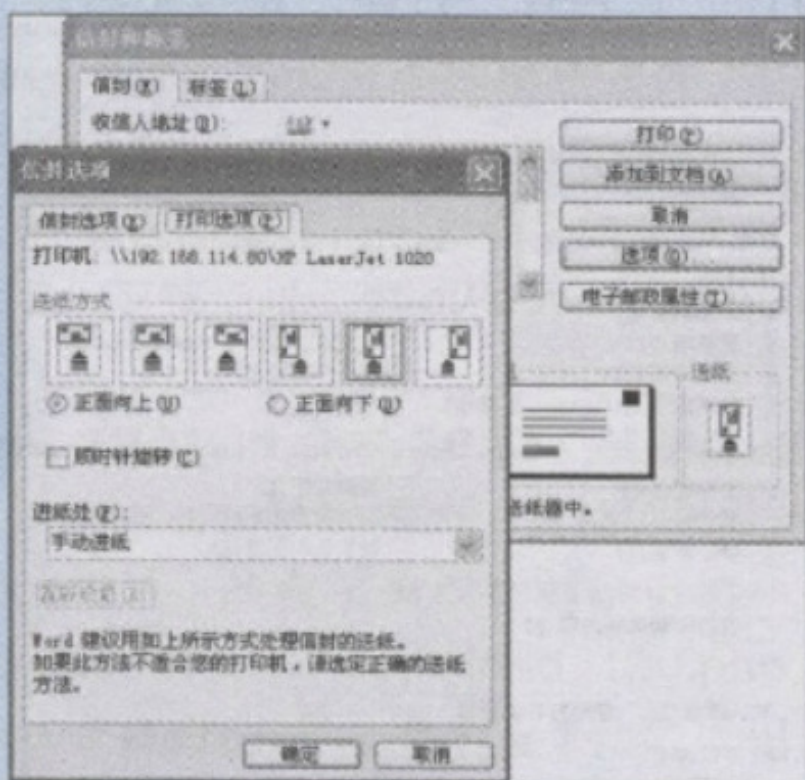 信封和标签
信封(E) 标签(L)
收信人地址(D):
打印(P)
添加到文档(A)
取消
选项(O)...
电子邮政属性(T)...
送纸
送纸器中。
信封选项
信封选项(E) 打印选项(P)
打印机: \\192.168.114.80\HP LaserJet 1020
送纸方式
正面向上(U) 正面向下(D)
顺时针旋转(C)
进纸处(F):
手动进纸
Word 建议用如上所示方式处理信封的送纸。
如果此方法不适合您的打印机，请选定正确的送纸
方法。
确定 取消